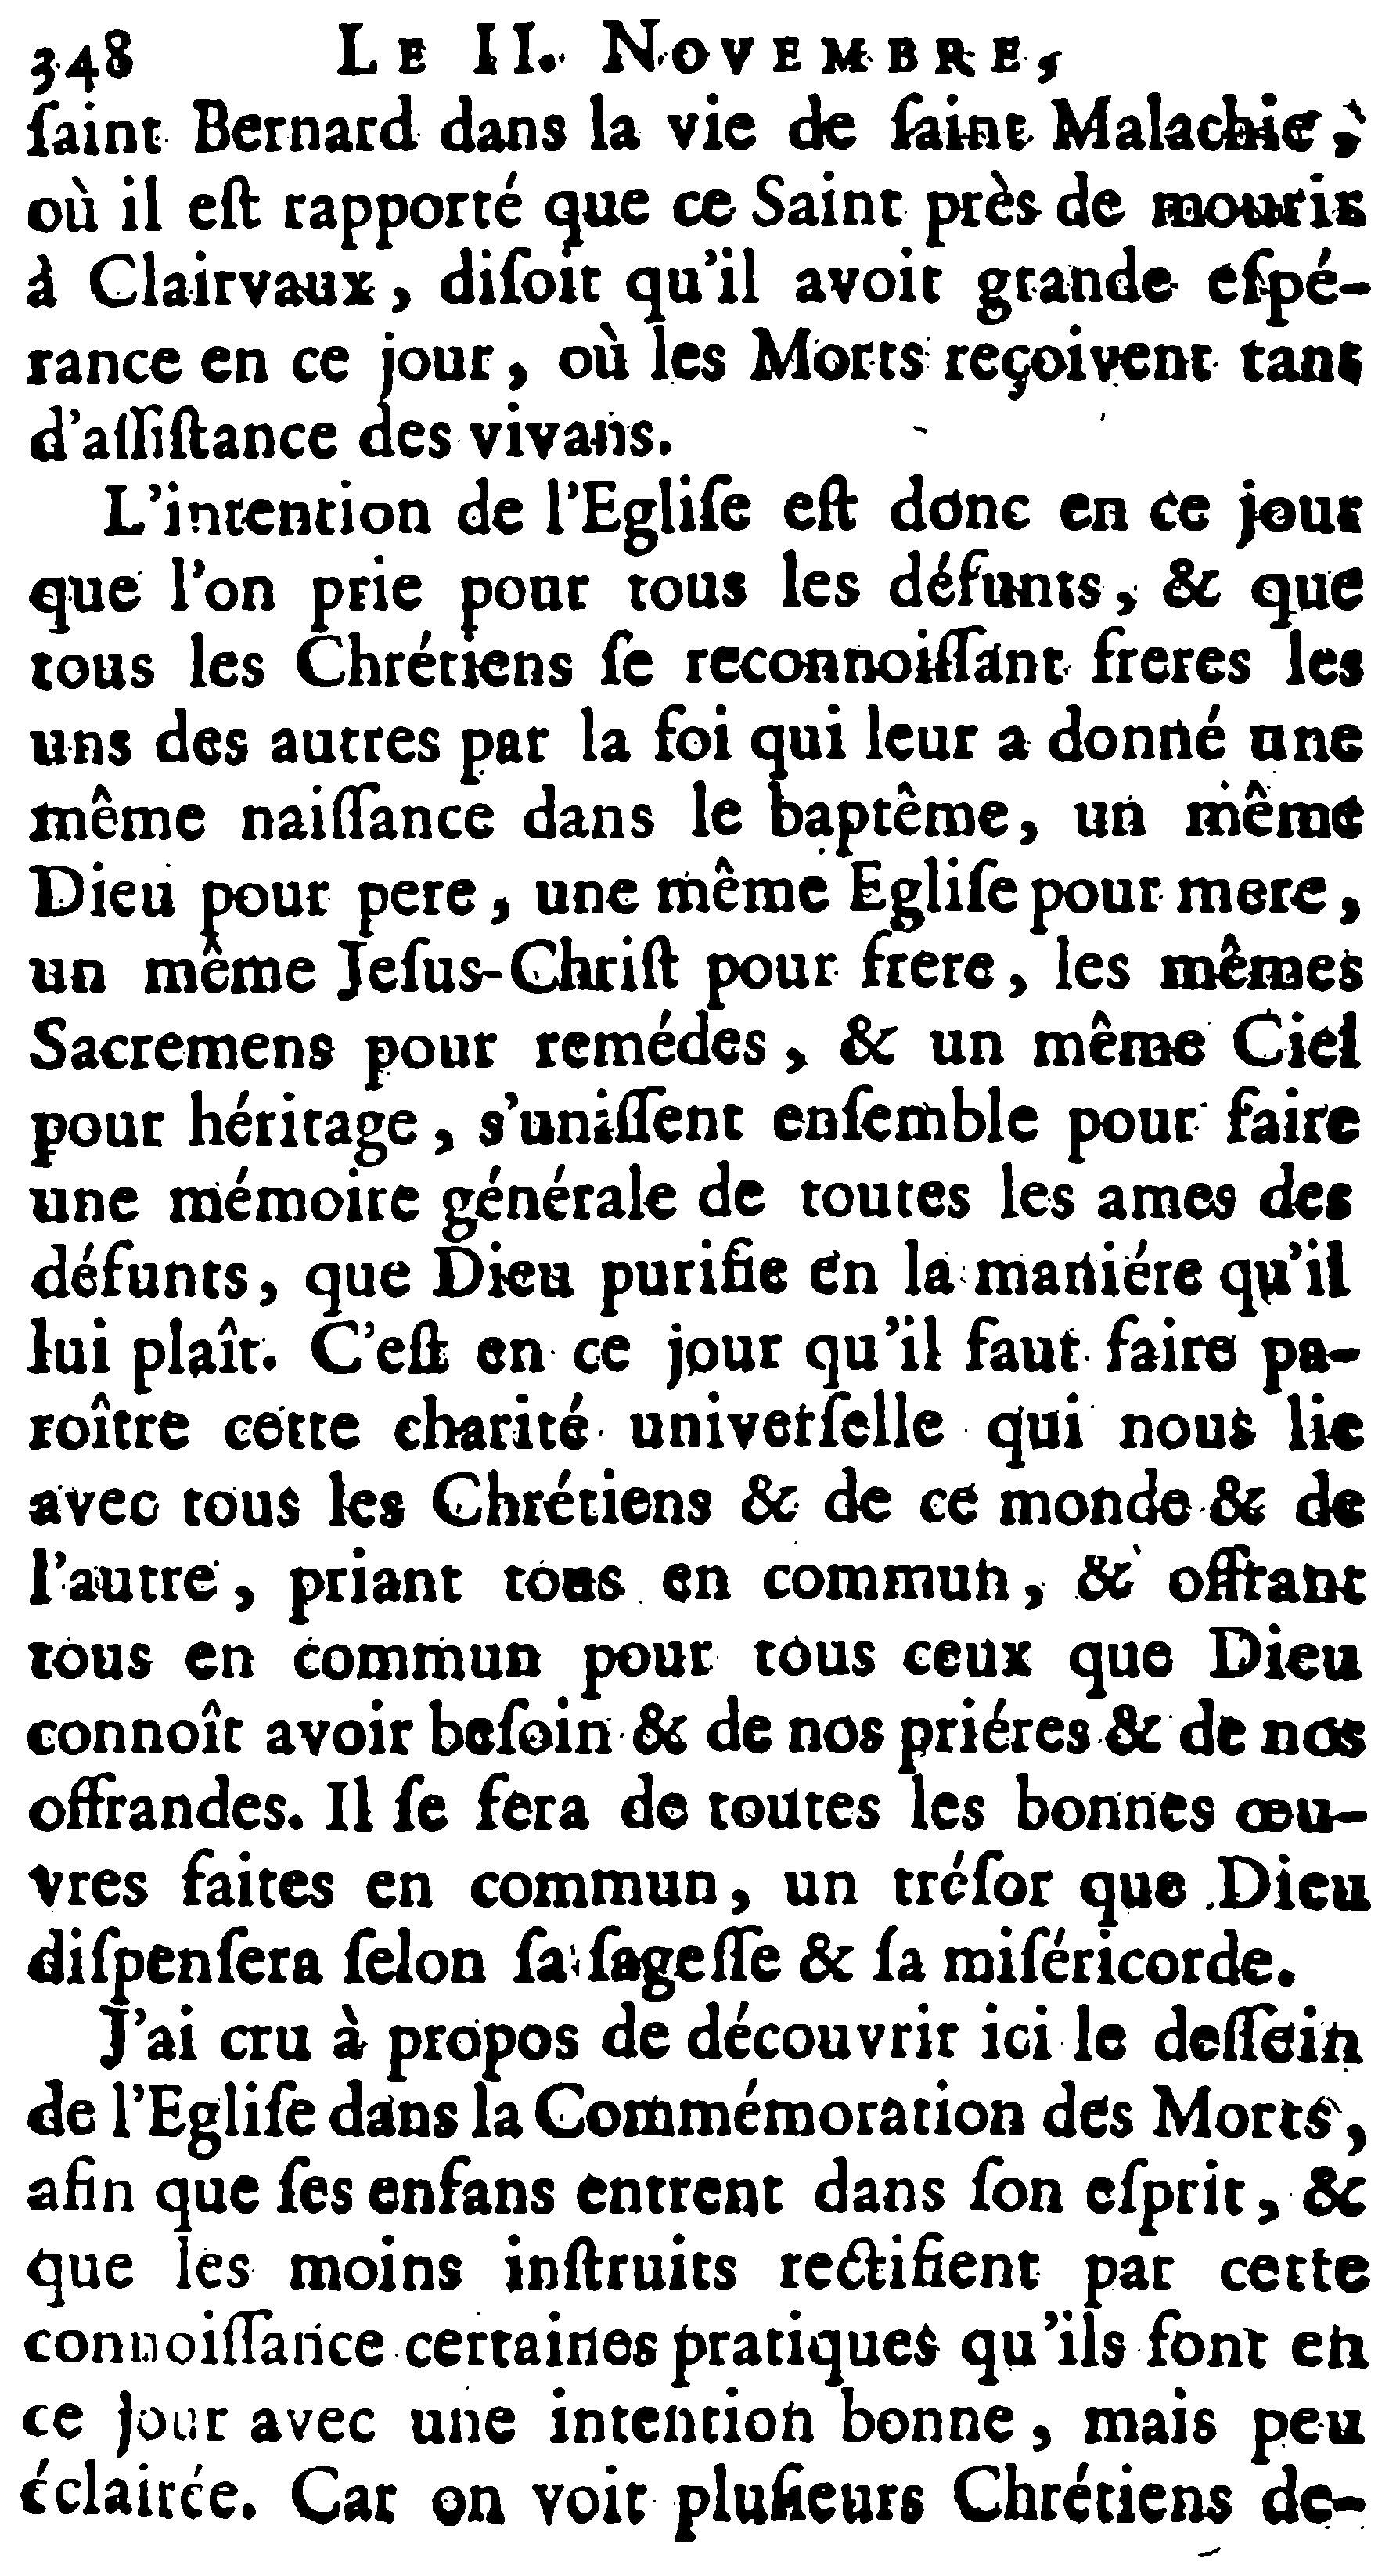 348 LE II. NOVEMBRE,
ſaint Bernard dans la vie de ſaint Malachie,
où il eſt rapporté que ce Saint près de mourir
à Clairvaux, diſoit qu'il avoit grande eſpé-
rance en ce jour, où les Morts reçoivent tant
d'aſſiſtance des vivans.
L'intention de l'Egliſe eſt donc en ce jour
que l'on prie pour tous les défunts, & que
tous les Chrétiens ſe reconnoiſſant freres les
uns des autres par la foi qui leur a donné une
même naiſſance dans le baptême, un même
Dieu pour pere, une même Egliſe pour mere,
un même Jeſus-Chriſt pour frere, les mêmes
Sacremens pour remédes, & un même Ciel
pour héritage, s'uniſſent enſemble pour faire
une mémoire générale de toutes les ames des
défunts, que Dieu purifie en la maniére qu'il
lui plaît. C'eſt en ce jour qu'il faut faire pa-
roître cette charité univerſelle qui nous lie
avec tous les Chrétiens & de ce monde & de
l'autre, priant tous en commun, & offrant
tous en commun pour tous ceux que Dieu
connoît avoir beſoin & de nos priéres & de nos
offrandes. Il ſe fera de toutes les bonnes œu-
vres faites en commun, un tréſor que Dieu
diſpenſera ſelon ſa ſageſſe & ſa miſéricorde.
J'ai cru à propos de découvrir ici le deſſein
de l'Egliſe dans la Commémoration des Morts,
afin que ſes enfans entrent dans ſon eſprit, &
que les moins inſtruits rectifient par cette
connoiſſance certaines pratiques qu'ils font en
ce jour avec une intention bonne, mais peu
éclairée. Car on voit pluſieurs Chrétiens de-